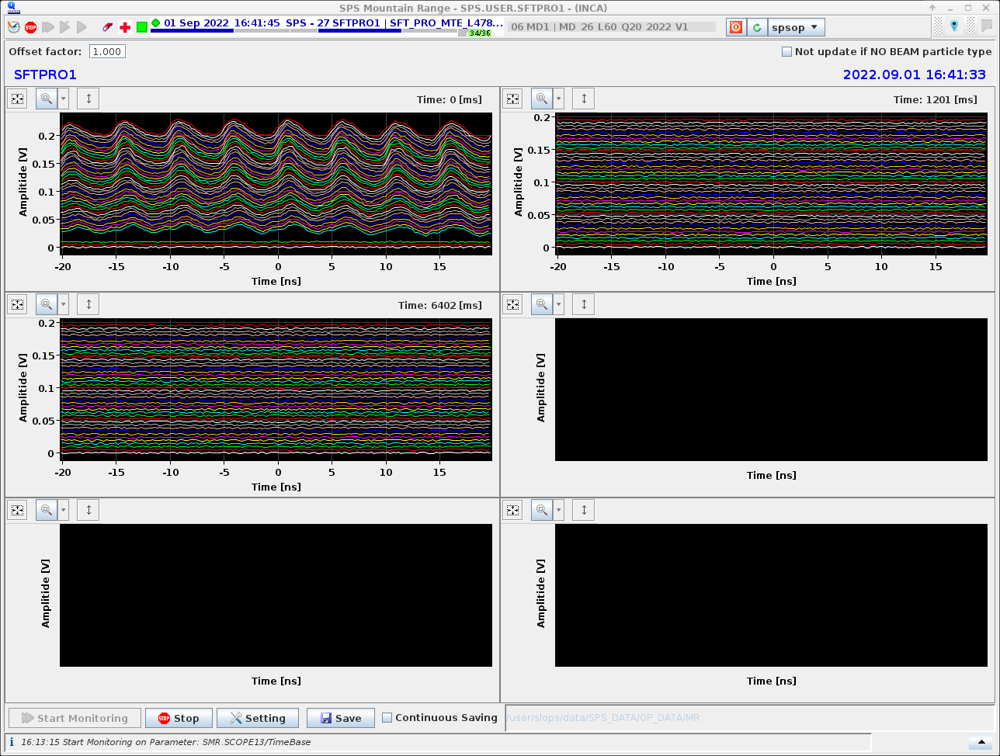 SPS Mountain Range - SPS.USER.SFTPRO1 - (INCA)
STOP
01 Sep 2022 16:41:45 SPS - 27 SFTPRO1 | SFT_PRO_MTE_L478...
34/36
06 MD1 | MD_26_L60_Q20_2022_V1
spsop
Offset factor: 1.000
Not update if NO BEAM particle type
SFTPRO1
2022.09.01 16:41:33
Time: 0 [ms]
Amplitide [V]
0.2
0.15
0.1
0.05
0
-20 -15 -10 -5 0 5 10 15
Time [ns]
Time: 1201 [ms]
Amplitide [V]
0.2
0.15
0.1
0.05
0
-20 -15 -10 -5 0 5 10 15
Time [ns]
Time: 6402 [ms]
Amplitide [V]
0.2
0.15
0.1
0.05
0
-20 -15 -10 -5 0 5 10 15
Time [ns]
Amplitide [V]
Time [ns]
Amplitide [V]
Time [ns]
Amplitide [V]
Time [ns]
Start Monitoring
STOP Stop
Setting
Save
Continuous Saving
/user/slops/data/SPS_DATA/OP_DATA/MR
16:13:15 Start Monitoring on Parameter: SMR.SCOPE13/TimeBase